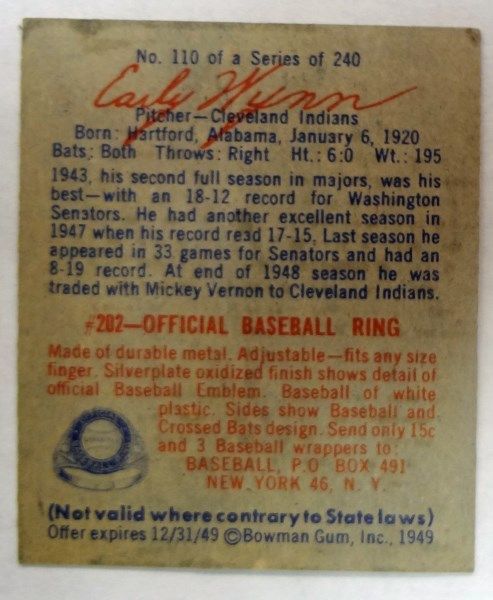 No. 110 of a Series of 240
Early Wynn
Pitcher—Cleveland Indians
Born: Hartford, Alabama, January 6, 1920
Bats: Both Throws: Right Ht.: 6:0 Wt.: 195
1943, his second full season in majors, was his
best—with an 18-12 record for Washington
Senators. He had another excellent season in
1947 when his record read 17-15. Last season he
appeared in 33 games for Senators and had an
8-19 record. At end of 1948 season he was
traded with Mickey Vernon to Cleveland Indians.
#202—OFFICIAL BASEBALL RING
Made of durable metal. Adjustable—fits any size
finger. Silverplate oxidized finish shows detail of
official Baseball Emblem. Baseball of white
plastic. Sides show Baseball and
Crossed Bats design. Send only 15c
and 3 Baseball wrappers to:
BASEBALL, P.O BOX 491
NEW YORK 46, N. Y.
(Not valid where contrary to State laws)
Offer expires 12/31/49 ©Bowman Gum, Inc., 1949